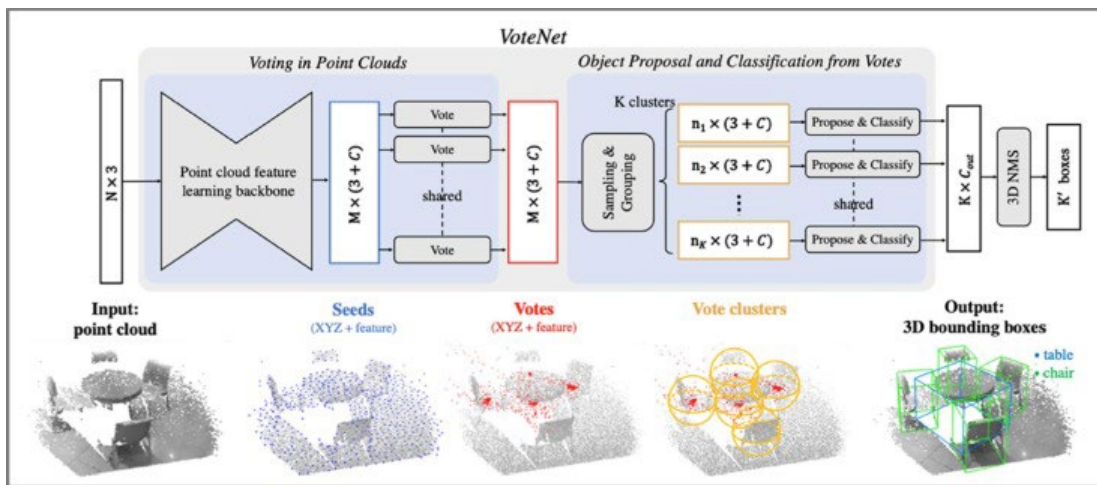 VoteNet
Voting in Point Clouds
Object Proposal and Classification from Votes
N × 3
Point cloud feature
learning backbone
M × (3 + C)
Vote
Vote
shared
Vote
M × (3 + C)
Sampling &
Grouping
K clusters
n₁ × (3 + C)
n₂ × (3 + C)
⋮
n_K × (3 + C)
Propose & Classify
Propose & Classify
shared
Propose & Classify
K × C_out
3D NMS
K′ boxes
Input:
point cloud
Seeds
(XYZ + feature)
Votes
(XYZ + feature)
Vote clusters
Output:
3D bounding boxes
• table
• chair